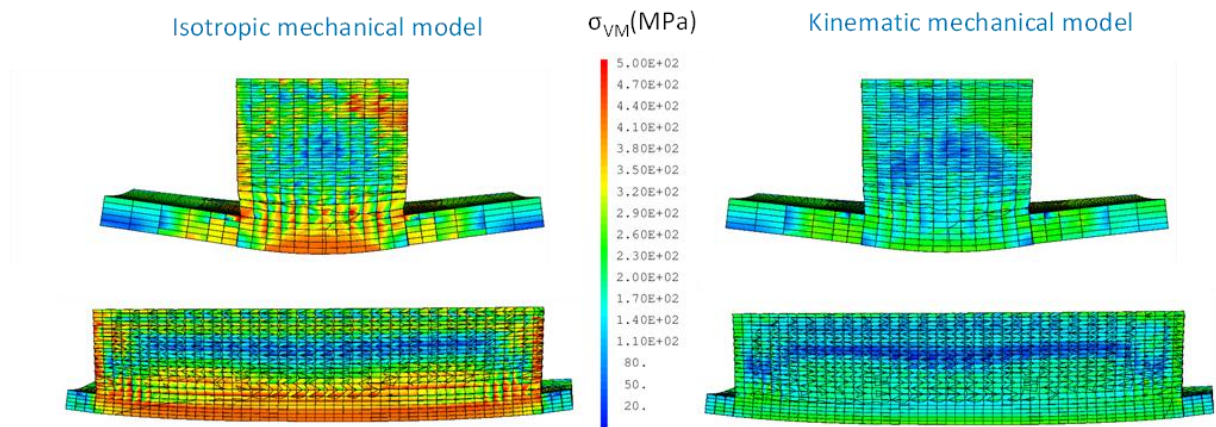 Isotropic mechanical model
σVM(MPa)
Kinematic mechanical model
5.00E+02
4.70E+02
4.40E+02
4.10E+02
3.80E+02
3.50E+02
3.20E+02
2.90E+02
2.60E+02
2.30E+02
2.00E+02
1.70E+02
1.40E+02
1.10E+02
80.
50.
20.